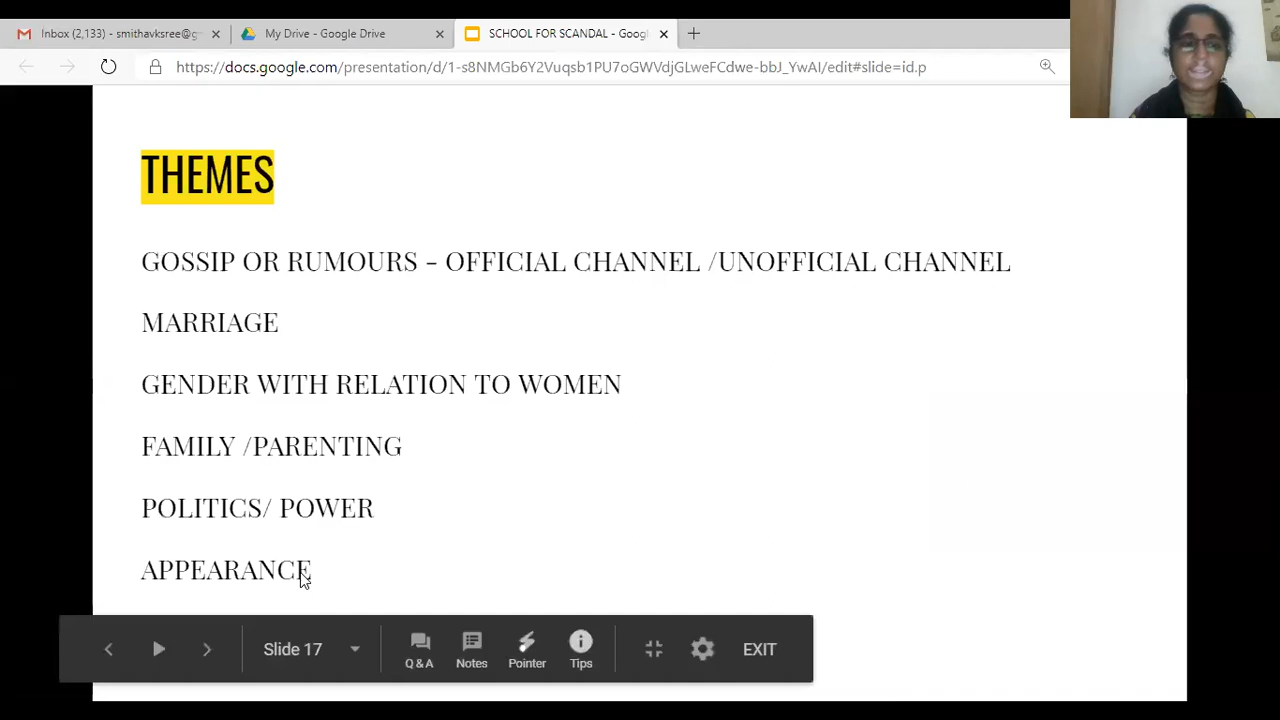 Inbox (2,133) - smithavksree@g
My Drive - Google Drive
SCHOOL FOR SCANDAL - Goog
https://docs.google.com/presentation/d/1-s8NMGb6Y2Vuqsb1PU7oGWVdjGLweFCdwe-bbJ_YwAI/edit#slide=id.p
THEMES
GOSSIP OR RUMOURS - OFFICIAL CHANNEL /UNOFFICIAL CHANNEL
MARRIAGE
GENDER WITH RELATION TO WOMEN
FAMILY /PARENTING
POLITICS/ POWER
APPEARANCE
Slide 17
Q & A
Notes
Pointer
Tips
EXIT